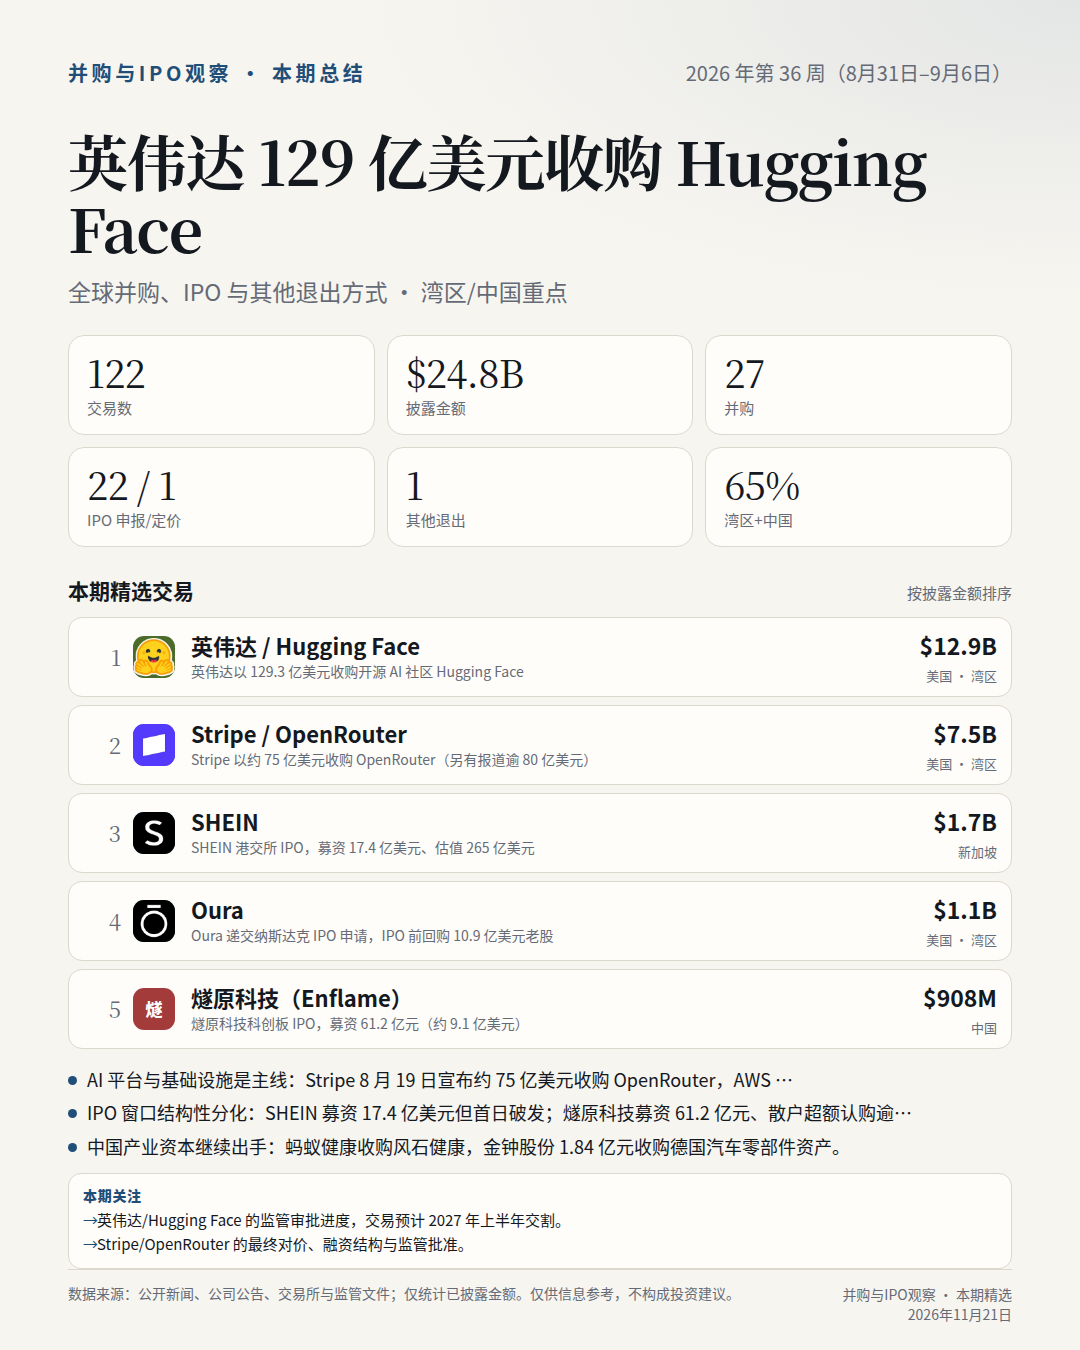 并购与IPO观察 · 本期总结
2026 年第 36 周（8月31日–9月6日）
英伟达 129 亿美元收购 Hugging
Face
全球并购、IPO 与其他退出方式 · 湾区/中国重点
122
交易数
$24.8B
披露金额
27
并购
22 / 1
IPO 申报/定价
1
其他退出
65%
湾区+中国
本期精选交易
按披露金额排序
1
英伟达 / Hugging Face
英伟达以 129.3 亿美元收购开源 AI 社区 Hugging Face
$12.9B
美国 · 湾区
2
Stripe / OpenRouter
Stripe 以约 75 亿美元收购 OpenRouter（另有报道逾 80 亿美元）
$7.5B
美国 · 湾区
3
S
SHEIN
SHEIN 港交所 IPO，募资 17.4 亿美元、估值 265 亿美元
$1.7B
新加坡
4
Oura
Oura 递交纳斯达克 IPO 申请，IPO 前回购 10.9 亿美元老股
$1.1B
美国 · 湾区
5
燧
燧原科技（Enflame）
燧原科技科创板 IPO，募资 61.2 亿元（约 9.1 亿美元）
$908M
中国
• AI 平台与基础设施是主线：Stripe 8 月 19 日宣布约 75 亿美元收购 OpenRouter，AWS …
• IPO 窗口结构性分化：SHEIN 募资 17.4 亿美元但首日破发；燧原科技募资 61.2 亿元、散户超额认购逾…
• 中国产业资本继续出手：蚂蚁健康收购风石健康，金钟股份 1.84 亿元收购德国汽车零部件资产。
本期关注
→英伟达/Hugging Face 的监管审批进度，交易预计 2027 年上半年交割。
→Stripe/OpenRouter 的最终对价、融资结构与监管批准。
数据来源：公开新闻、公司公告、交易所与监管文件；仅统计已披露金额。仅供信息参考，不构成投资建议。
并购与IPO观察 · 本期精选
2026年11月21日